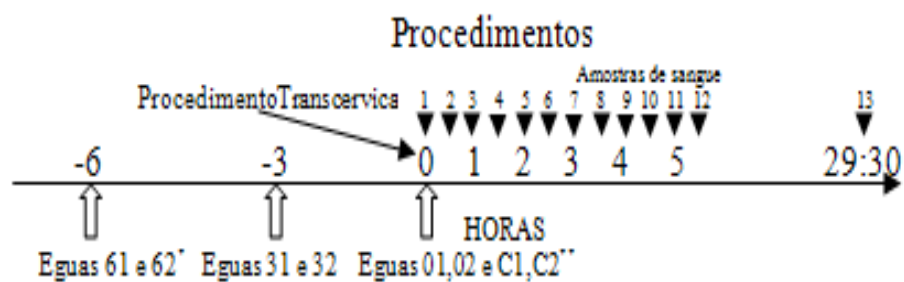 Procedimentos
Amostras de sangue
ProcedimentoTranscervica 1 2 3 4 5 6 7 8 9 10 11 12 13
-6 -3 0 1 2 3 4 5 29:30
HORAS
Eguas 61 e 62* Eguas 31 e 32 Eguas 01,02 e C1,C2**